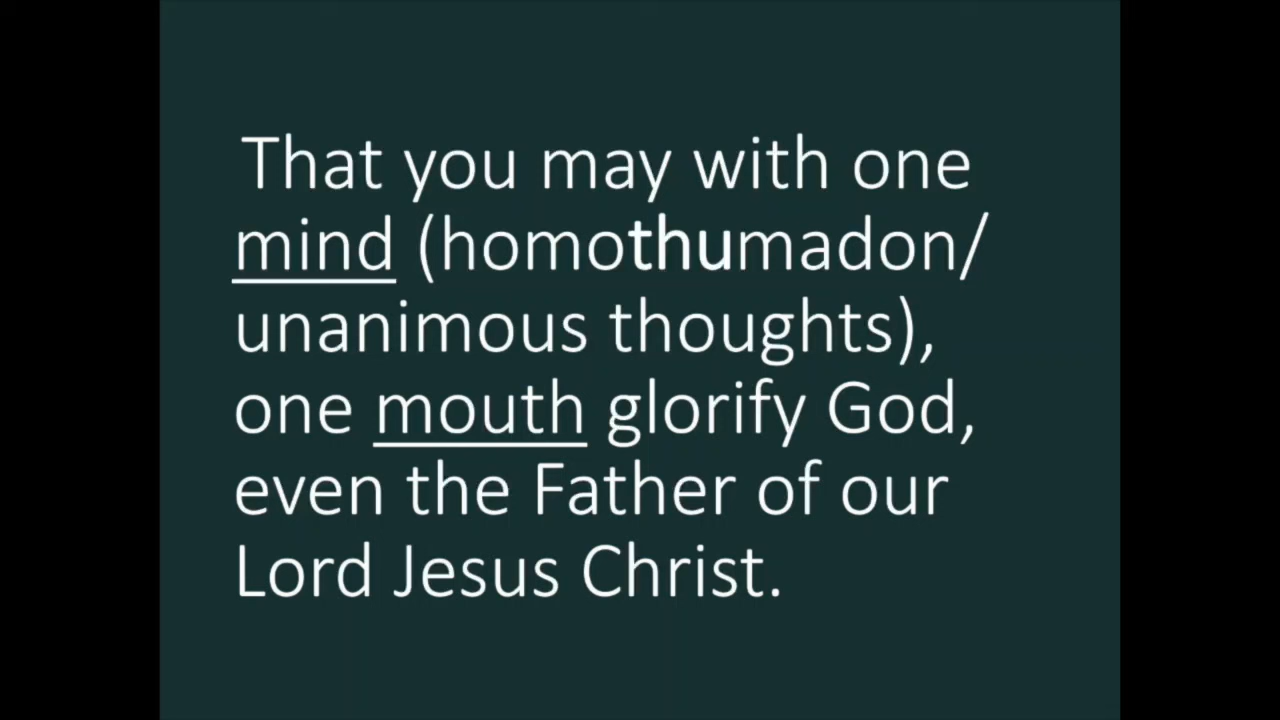 That you may with one
mind (homothumadon/
unanimous thoughts),
one mouth glorify God,
even the Father of our
Lord Jesus Christ.